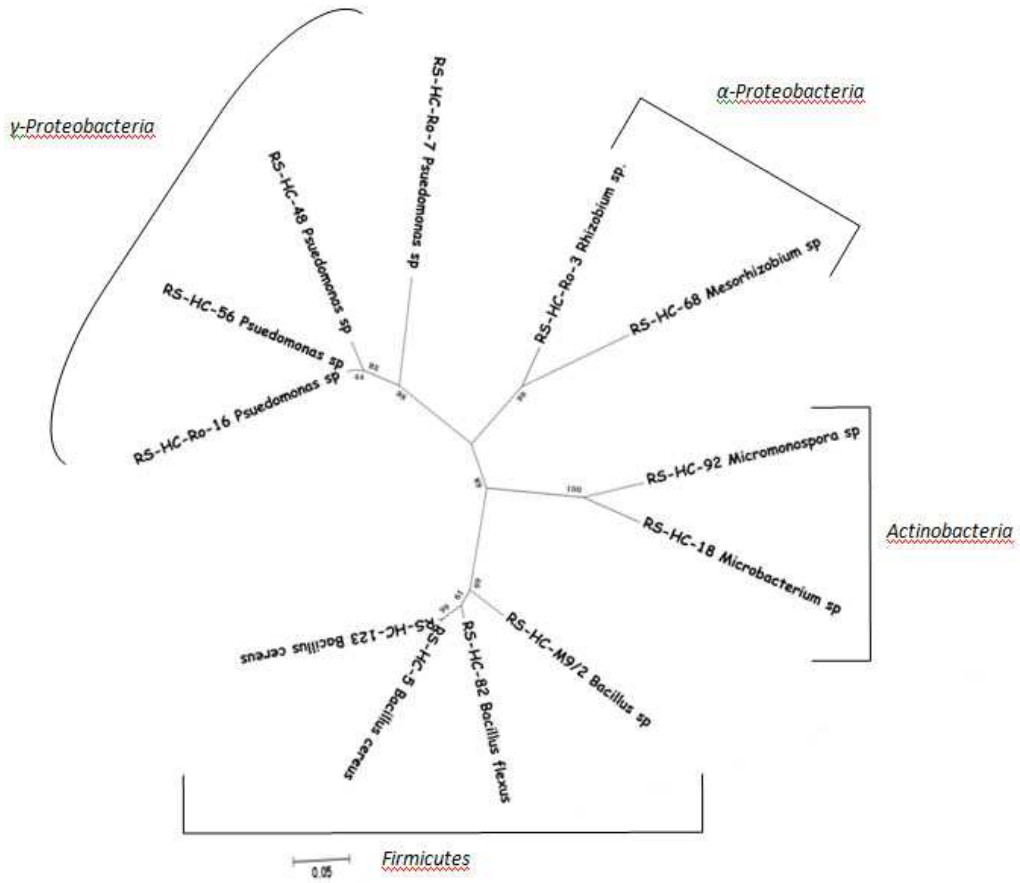 γ-Proteobacteria
α-Proteobacteria
RS-HC-Ro-7 Psuedomonas sp
RS-HC-48 Psuedomonas sp
RS-HC-56 Psuedomonas sp
RS-HC-Ro-16 Psuedomonas sp
RS-HC-Ro-3 Rhizobium sp.
RS-HC-68 Mesorhizobium sp
RS-HC-92 Micromonospora sp
RS-HC-18 Microbacterium sp
Actinobacteria
100
RS-HC-M9/2 Bacillus sp
RS-HC-82 Bacillus flexus
RS-HC-5 Bacillus cereus
RS-HC-123 Bacillus cereus
Firmicutes
0.05